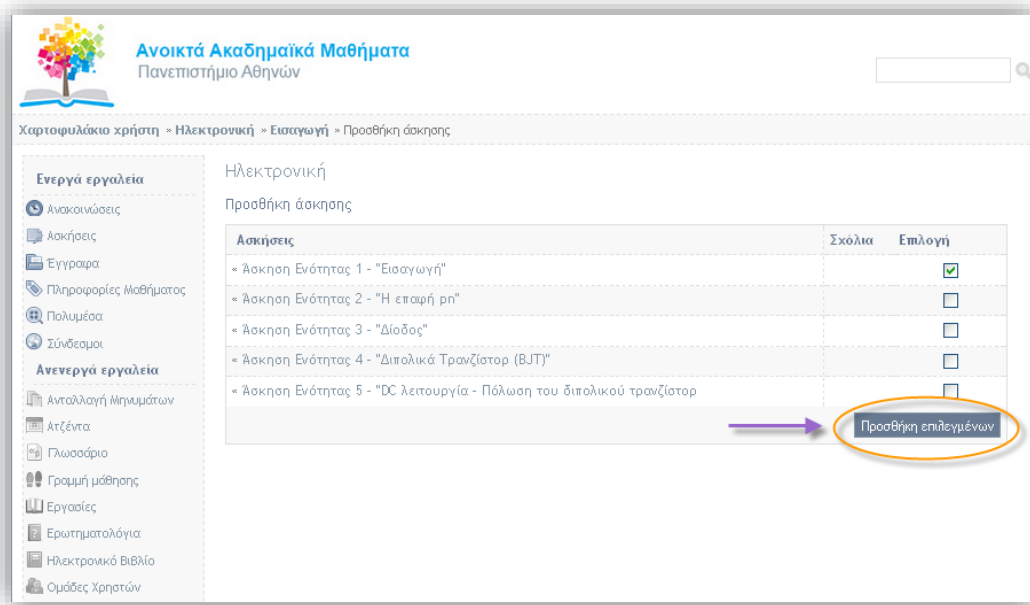 Ανοικτά Ακαδημαϊκά Μαθήματα
Πανεπιστήμιο Αθηνών
Χαρτοφυλάκιο χρήστη » Ηλεκτρονική » Εισαγωγή » Προσθήκη άσκησης
Ενεργά εργαλεία
Ανακοινώσεις
Ασκήσεις
Έγγραφα
Πληροφορίες Μαθήματος
Πολυμέσα
Σύνδεσμοι
Ανενεργά εργαλεία
Ανταλλαγή Μηνυμάτων
Ατζέντα
Γλωσσάριο
Γραμμή μάθησης
Εργασίες
Ερωτηματολόγια
Ηλεκτρονικό Βιβλίο
Ομάδες Χρηστών
Ηλεκτρονική
Προσθήκη άσκησης
Ασκήσεις Σχόλια Επιλογή
« Άσκηση Ενότητας 1 - "Εισαγωγή"
« Άσκηση Ενότητας 2 - "Η επαφή pn"
« Άσκηση Ενότητας 3 - "Δίοδος"
« Άσκηση Ενότητας 4 - "Διπολικά Τρανζίστορ (BJT)"
« Άσκηση Ενότητας 5 - "DC λειτουργία - Πόλωση του διπολικού τρανζίστορ
Προσθήκη επιλεγμένων